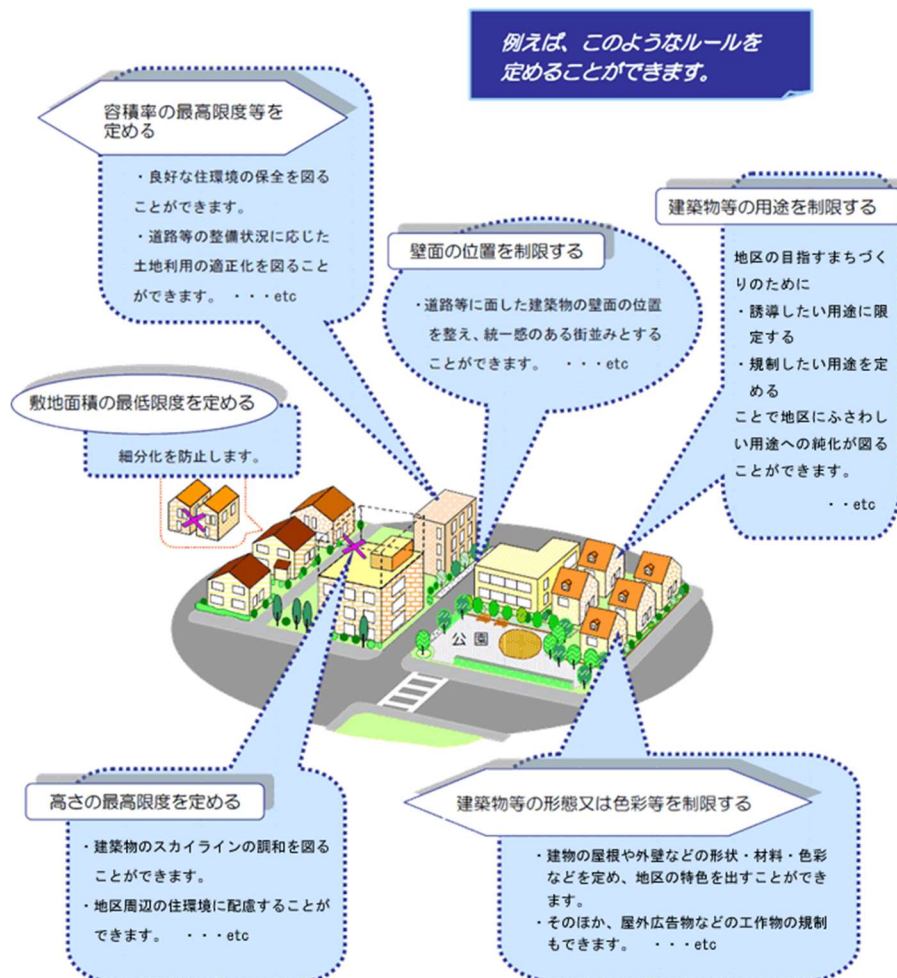 例えば、このようなルールを
定めることができます。
容積率の最高限度等を
定める
・良好な住環境の保全を図る
ことができます。
・道路等の整備状況に応じた
土地利用の適正化を図ること
ができます。　・・・etc
壁面の位置を制限する
・道路等に面した建築物の壁面の位置
を整え、統一感のある街並みとする
ことができます。　・・・etc
建築物等の用途を制限する
地区の目指すまちづく
りのために
・誘導したい用途に限
定する
・規制したい用途を定
める
ことで地区にふさわし
い用途への純化が図る
ことができます。
・・etc
敷地面積の最低限度を定める
細分化を防止します。
公園
高さの最高限度を定める
・建築物のスカイラインの調和を図る
ことができます。
・地区周辺の住環境に配慮することが
できます。　・・・etc
建築物等の形態又は色彩等を制限する
・建物の屋根や外壁などの形状・材料・色彩
などを定め、地区の特色を出すことができ
ます。
・そのほか、屋外広告物などの工作物の規制
もできます。　・・・etc